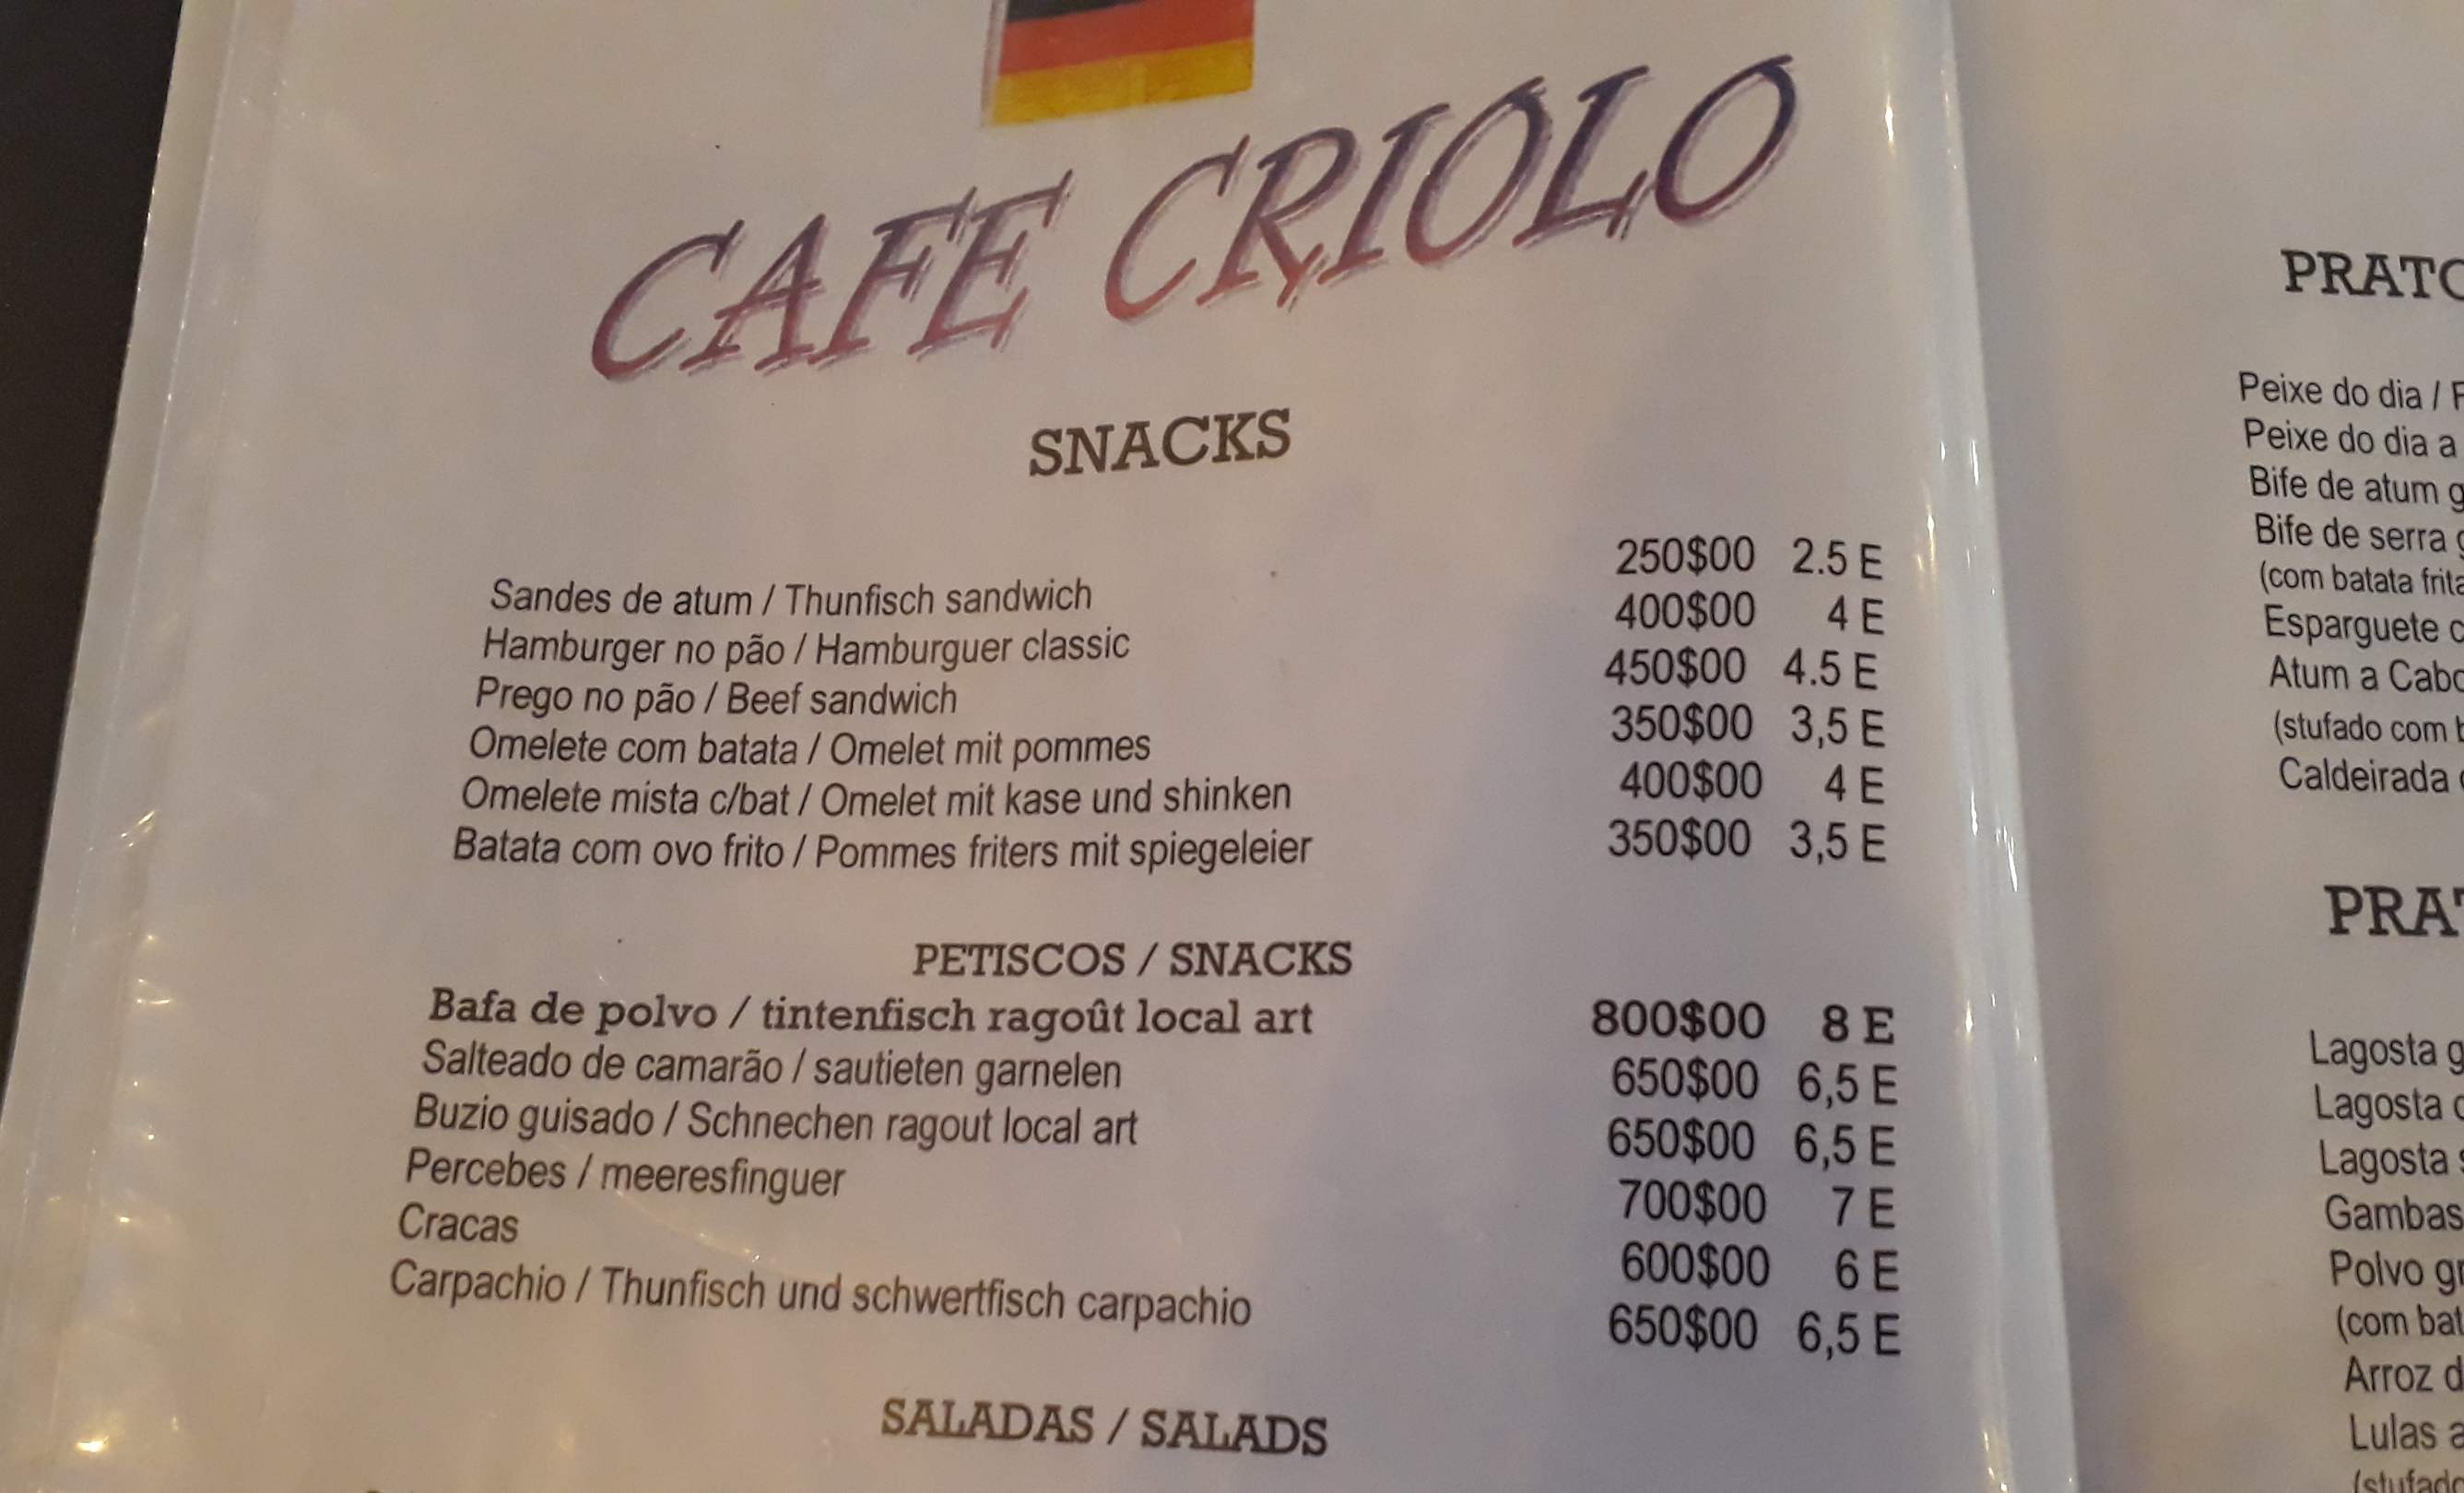 CAFE CRIOLO
SNACKS
Sandes de atum / Thunfisch sandwich 250$00 2.5 E
Hamburger no pão / Hamburguer classic 400$00 4 E
Prego no pão / Beef sandwich 450$00 4.5 E
Omelete com batata / Omelet mit pommes 350$00 3,5 E
Omelete mista c/bat / Omelet mit kase und shinken 400$00 4 E
Batata com ovo frito / Pommes friters mit spiegeleier 350$00 3,5 E
PETISCOS / SNACKS
Bafa de polvo / tintenfisch ragoût local art 800$00 8 E
Salteado de camarão / sautieten garnelen 650$00 6,5 E
Buzio guisado / Schnechen ragout local art 650$00 6,5 E
Percebes / meeresfinguer 700$00 7 E
Cracas 600$00 6 E
Carpachio / Thunfisch und schwertfisch carpachio 650$00 6,5 E
SALADAS / SALADS
Peixe do dia /
Peixe do dia a
Bife de atum
Bife de serra
(com batata
Esparguete
Atum a
(stufado com
Caldeirada
Lagosta
Lagosta
Lagosta
Gambas
Polvo
(com
Arroz
Lulas